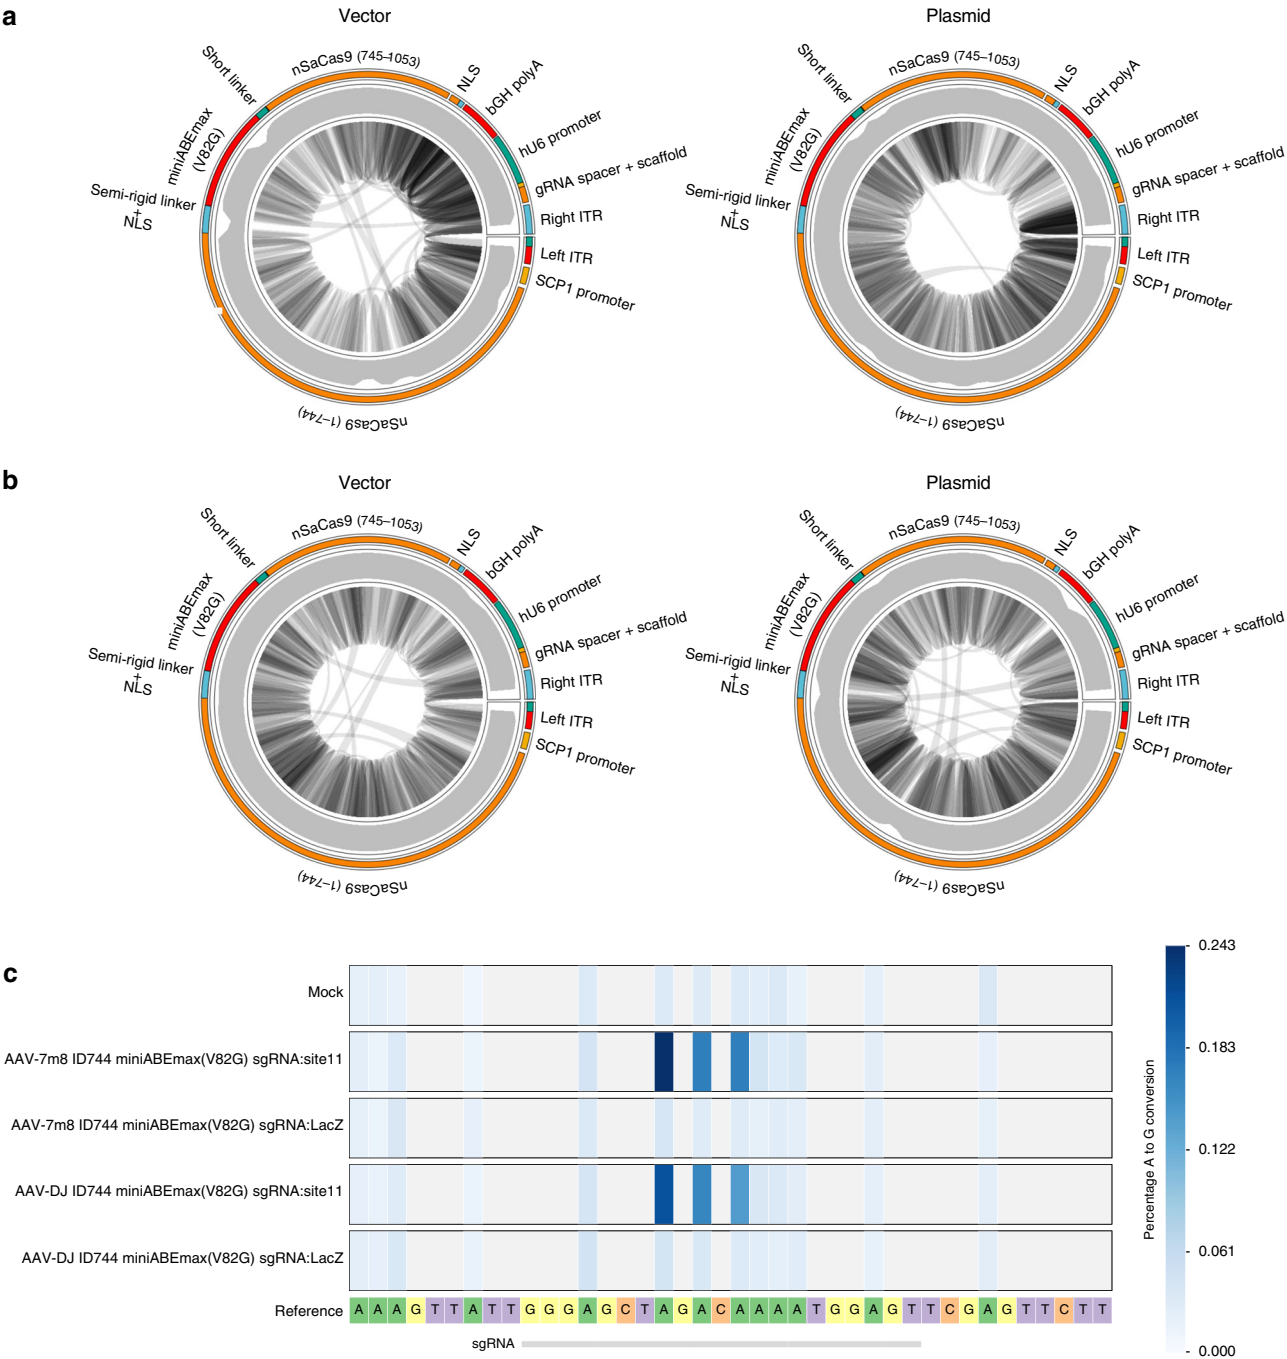 a
Vector
Short linker
nSaCas9 (745–1053)
NLS
bGH polyA
hU6 promoter
gRNA spacer + scaffold
Right ITR
Left ITR
SCP1 promoter
nSaCas9 (1–744)
Semi-rigid linker
+
NLS
miniABEmax
(V82G)
Plasmid
Short linker
nSaCas9 (745–1053)
NLS
bGH polyA
hU6 promoter
gRNA spacer + scaffold
Right ITR
Left ITR
SCP1 promoter
nSaCas9 (1–744)
Semi-rigid linker
+
NLS
miniABEmax
(V82G)
b
Vector
Short linker
nSaCas9 (745–1053)
NLS
bGH polyA
hU6 promoter
gRNA spacer + scaffold
Right ITR
Left ITR
SCP1 promoter
nSaCas9 (1–744)
Semi-rigid linker
+
NLS
miniABEmax
(V82G)
Plasmid
Short linker
nSaCas9 (745–1053)
NLS
bGH polyA
hU6 promoter
gRNA spacer + scaffold
Right ITR
Left ITR
SCP1 promoter
nSaCas9 (1–744)
Semi-rigid linker
+
NLS
miniABEmax
(V82G)
c
Mock
AAV-7m8 ID744 miniABEmax(V82G) sgRNA:site11
AAV-7m8 ID744 miniABEmax(V82G) sgRNA:LacZ
AAV-DJ ID744 miniABEmax(V82G) sgRNA:site11
AAV-DJ ID744 miniABEmax(V82G) sgRNA:LacZ
Reference A A A G T T A T T G G G A G C T A G A C A A A A T G G A G T T C G A G T T C T T
sgRNA
Percentage A to G conversion
0.243
0.183
0.122
0.061
0.000